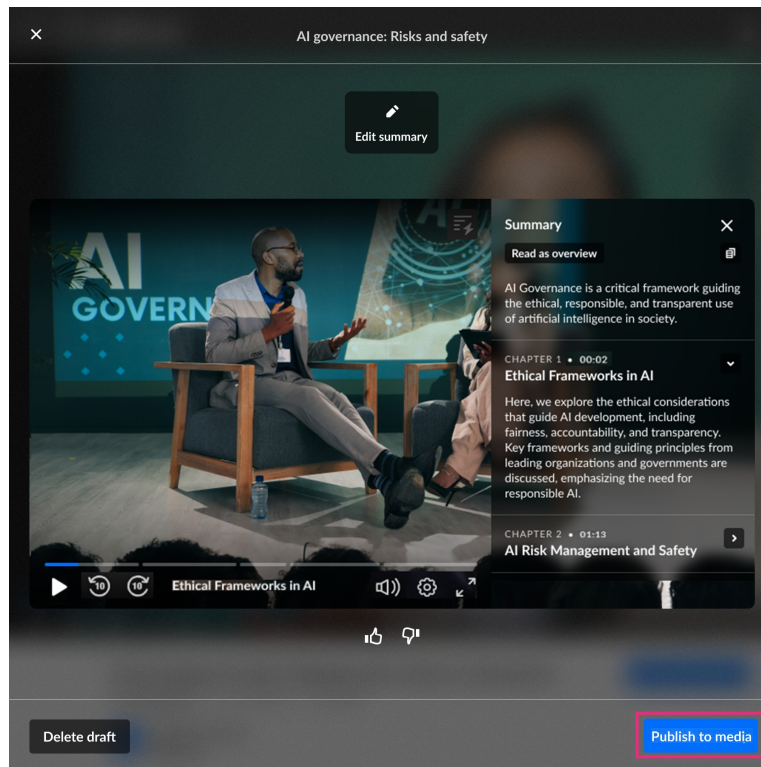 AI governance: Risks and safety
Edit summary
AI
GOVERN
AI
Summary
Read as overview
AI Governance is a critical framework guiding
the ethical, responsible, and transparent use
of artificial intelligence in society.
CHAPTER 1 • 00:02
Ethical Frameworks in AI
Here, we explore the ethical considerations
that guide AI development, including
fairness, accountability, and transparency.
Key frameworks and guiding principles from
leading organizations and governments are
discussed, emphasizing the need for
responsible AI.
CHAPTER 2 • 01:13
AI Risk Management and Safety
10
10
Ethical Frameworks in AI
Delete draft
Publish to media